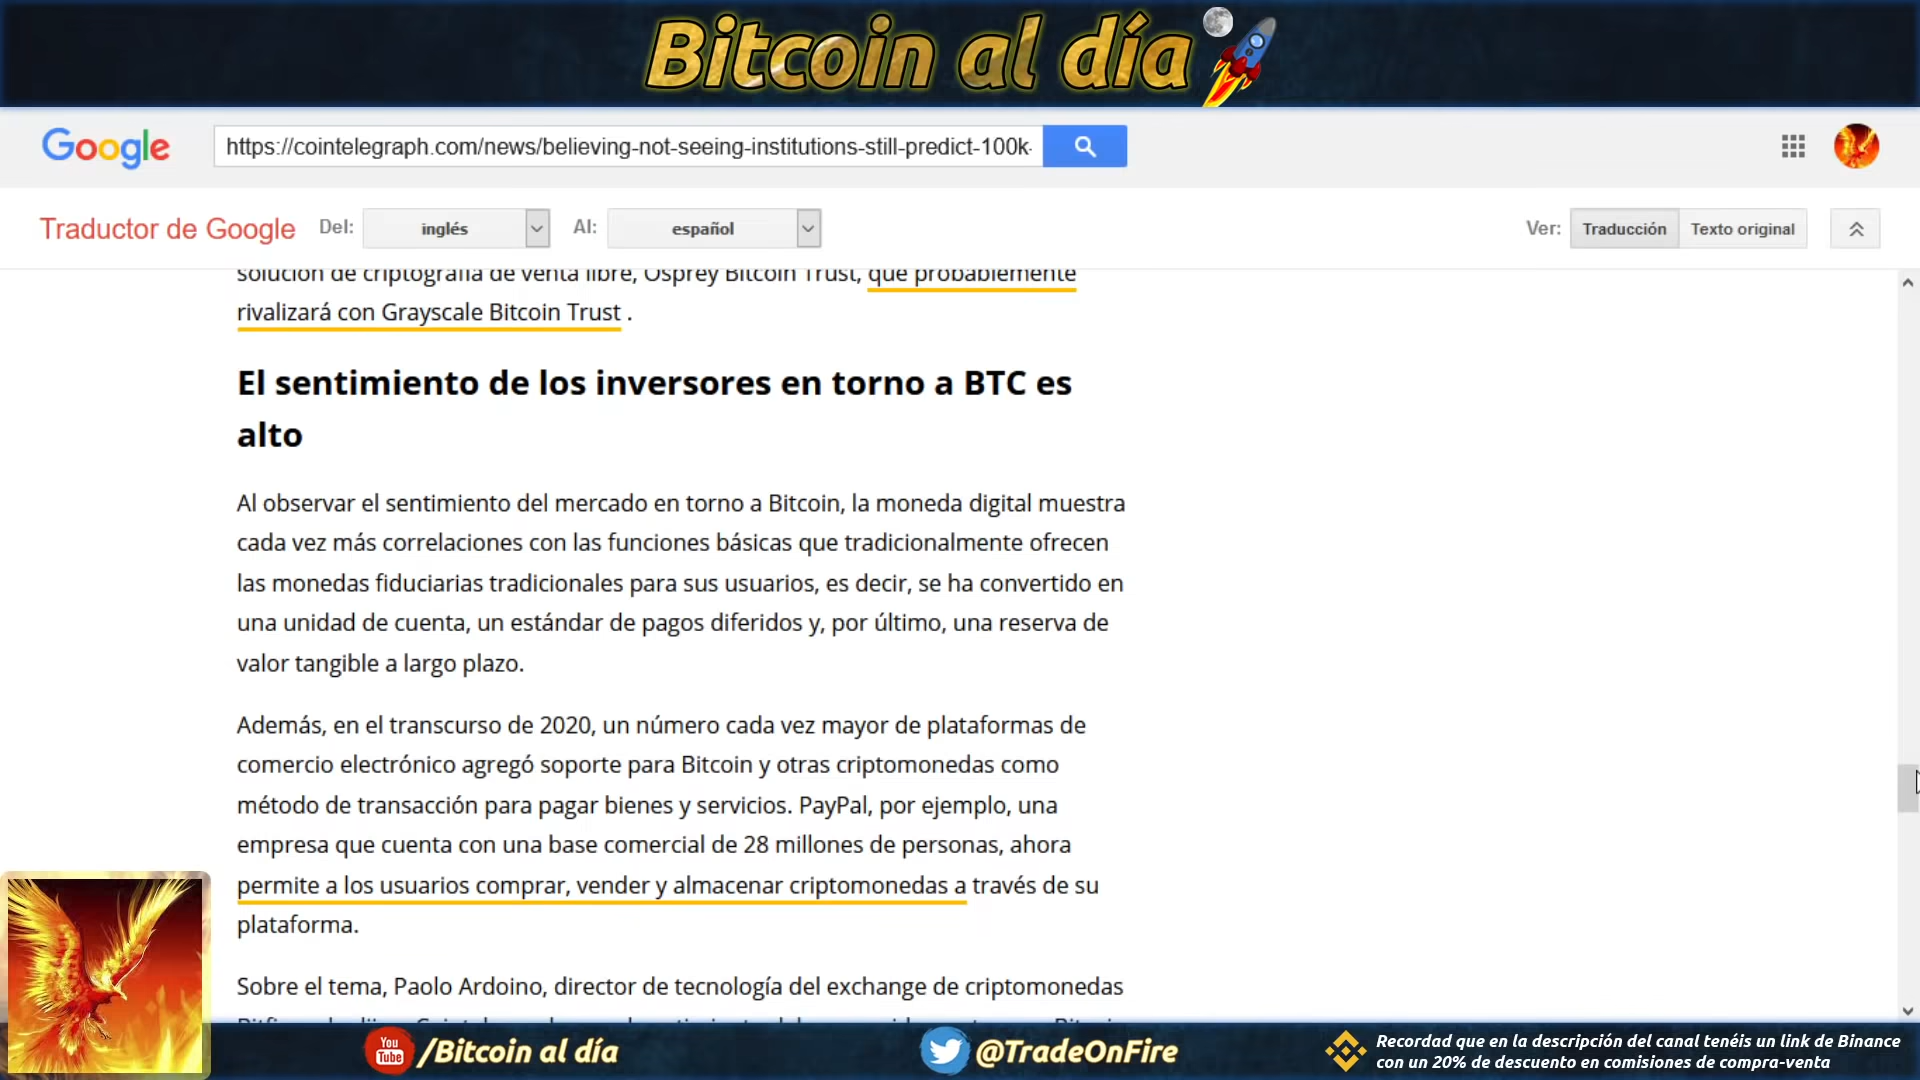 Bitcoin al día
Google
https://cointelegraph.com/news/believing-not-seeing-institutions-still-predict-100k-
Traductor de Google
Del:
inglés
Al:
español
Ver:
Traducción
Texto original
solución de criptografía de venta libre, Osprey Bitcoin Trust, que probablemente
rivalizará con Grayscale Bitcoin Trust .
El sentimiento de los inversores en torno a BTC es
alto
Al observar el sentimiento del mercado en torno a Bitcoin, la moneda digital muestra
cada vez más correlaciones con las funciones básicas que tradicionalmente ofrecen
las monedas fiduciarias tradicionales para sus usuarios, es decir, se ha convertido en
una unidad de cuenta, un estándar de pagos diferidos y, por último, una reserva de
valor tangible a largo plazo.
Además, en el transcurso de 2020, un número cada vez mayor de plataformas de
comercio electrónico agregó soporte para Bitcoin y otras criptomonedas como
método de transacción para pagar bienes y servicios. PayPal, por ejemplo, una
empresa que cuenta con una base comercial de 28 millones de personas, ahora
permite a los usuarios comprar, vender y almacenar criptomonedas a través de su
plataforma.
Sobre el tema, Paolo Ardoino, director de tecnología del exchange de criptomonedas
You
Tube
/Bitcoin al día
@TradeOnFire
Recordad que en la descripción del canal tenéis un link de Binance
con un 20% de descuento en comisiones de compra-venta